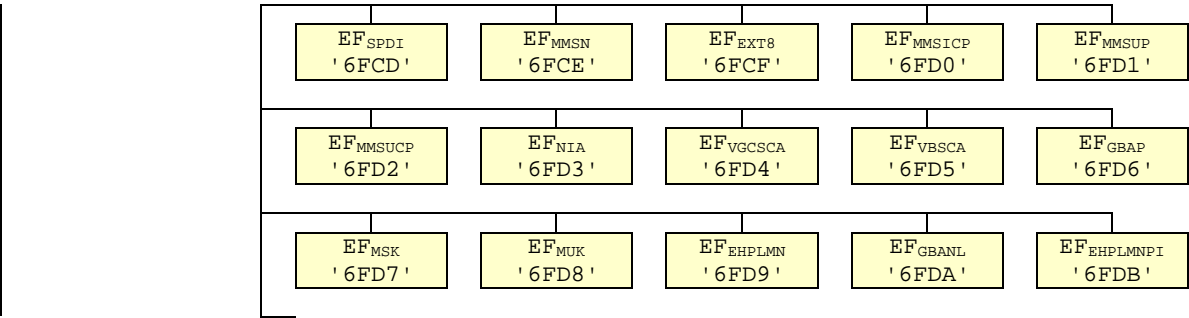 EFSPDI EFMMSN EFEXT8 EFMMSICP EFMMSUP
'6FCD' '6FCE' '6FCF' '6FD0' '6FD1'
EFMMSUCP EFNIA EFVGCSCA EFVBSCA EFGBAP
'6FD2' '6FD3' '6FD4' '6FD5' '6FD6'
EFMSK EFMUK EFEHPLMN EFGBANL EFEHPLMNPI
'6FD7' '6FD8' '6FD9' '6FDA' '6FDB'